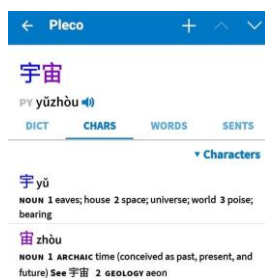 Pleco
宇宙
PY yǔzhòu
DICT CHARS WORDS SENTS
Characters
宇 yǔ
NOUN 1 eaves; house 2 space; universe; world 3 poise;
bearing
宙 zhòu
NOUN 1 ARCHAIC time (conceived as past, present, and
future) See 宇宙 2 GEOLOGY aeon